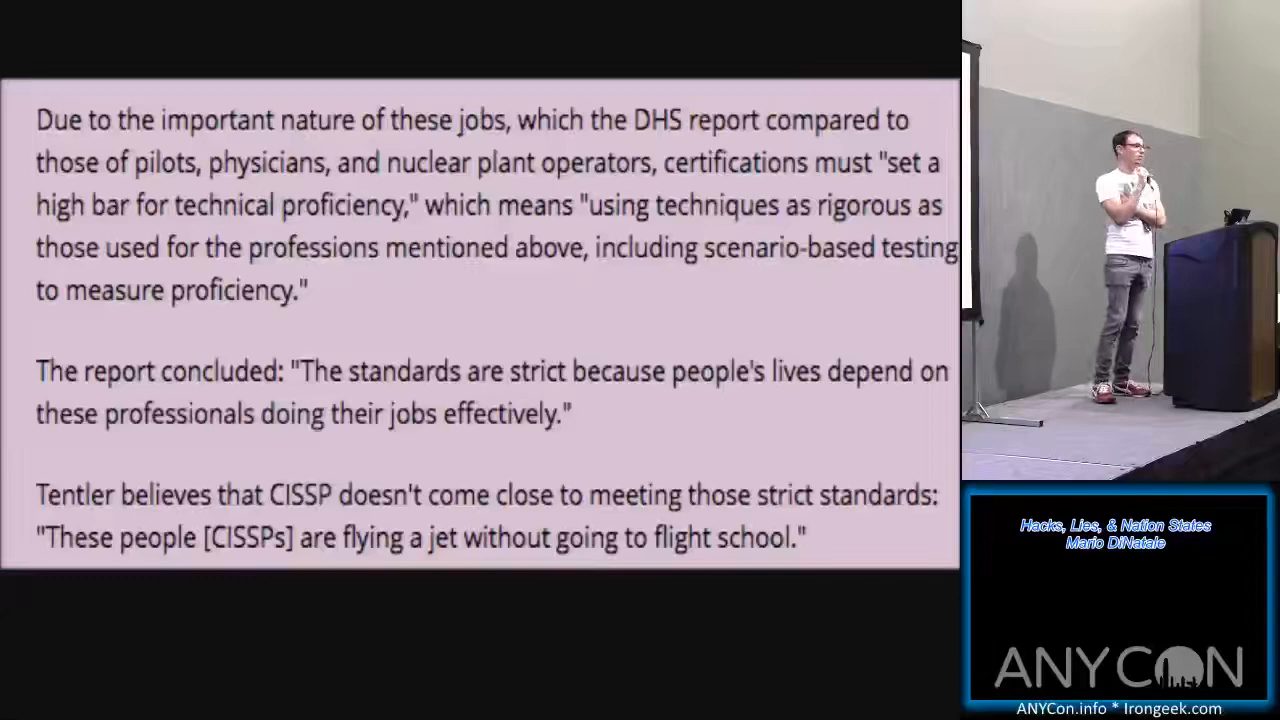 Due to the important nature of these jobs, which the DHS report compared to
those of pilots, physicians, and nuclear plant operators, certifications must "set a
high bar for technical proficiency," which means "using techniques as rigorous as
those used for the professions mentioned above, including scenario-based testing
to measure proficiency."
The report concluded: "The standards are strict because people's lives depend on
these professionals doing their jobs effectively."
Tentler believes that CISSP doesn't come close to meeting those strict standards:
"These people [CISSPs] are flying a jet without going to flight school."
Hacks, Lies, & Nation States
Mario DiNatale
ANYCON
ANYCon.info * Irongeek.com